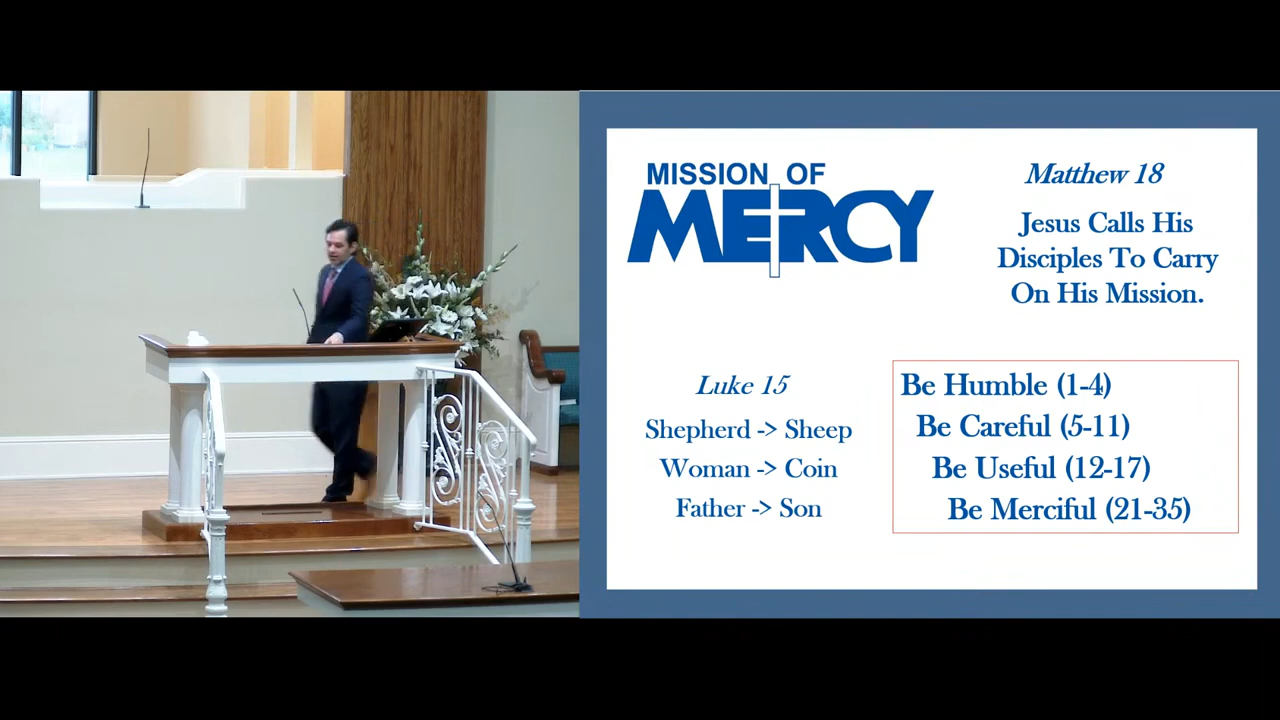 MISSION OF
MERCY
Matthew 18
Jesus Calls His
Disciples To Carry
On His Mission.
Luke 15
Shepherd -> Sheep
Woman -> Coin
Father -> Son
Be Humble (1-4)
Be Careful (5-11)
Be Useful (12-17)
Be Merciful (21-35)